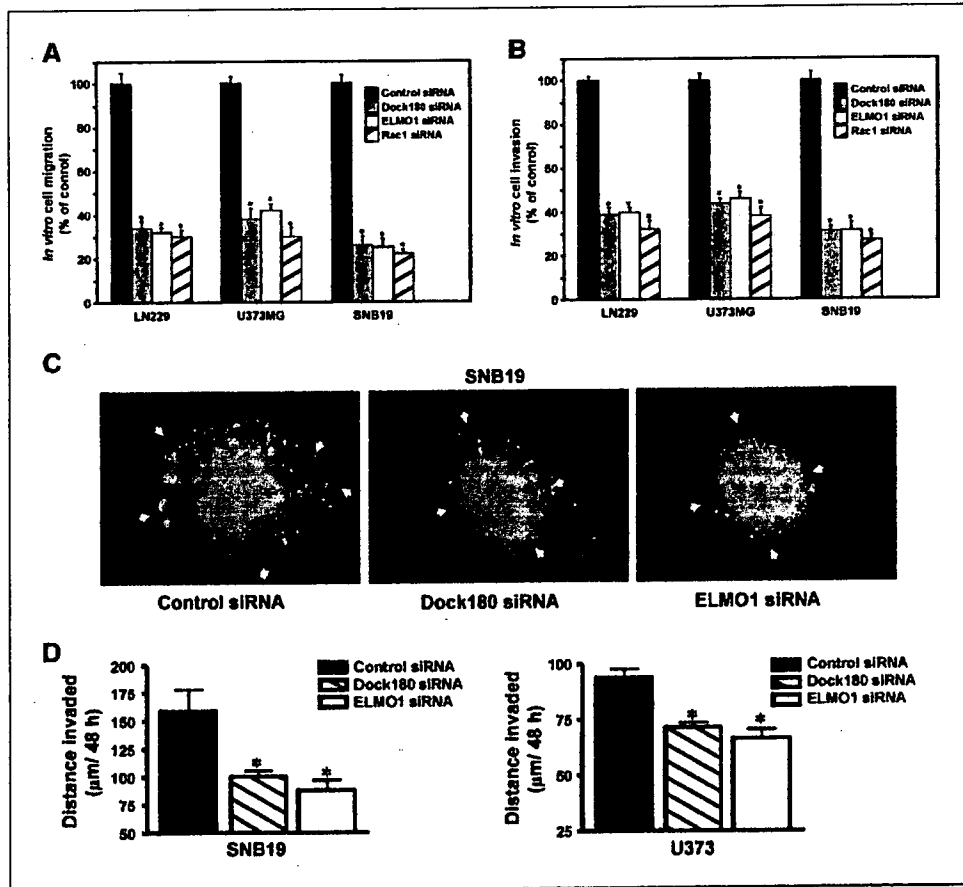 A
In vitro cell migration
(% of conrol)
100
80
60
40
20
0
Control siRNA
Dock180 siRNA
ELMO1 siRNA
Rac1 siRNA
* * *
* * *
* * *
LN229
U373MG
SNB19
B
In vitro cell invasion
(% of control)
100
80
60
40
20
0
Control siRNA
Dock180 siRNA
ELMO1 siRNA
Rac1 siRNA
* * *
* * *
* * *
LN229
U373MG
SNB19
C
SNB19
Control siRNA
Dock180 siRNA
ELMO1 siRNA
D
Distance invaded
(μm/ 48 h)
200
175
150
125
100
75
50
Control siRNA
Dock180 siRNA
ELMO1 siRNA
* *
SNB19
Distance invaded
(μm/ 48 h)
100
75
50
25
Control siRNA
Dock180 siRNA
ELMO1 siRNA
* *
U373